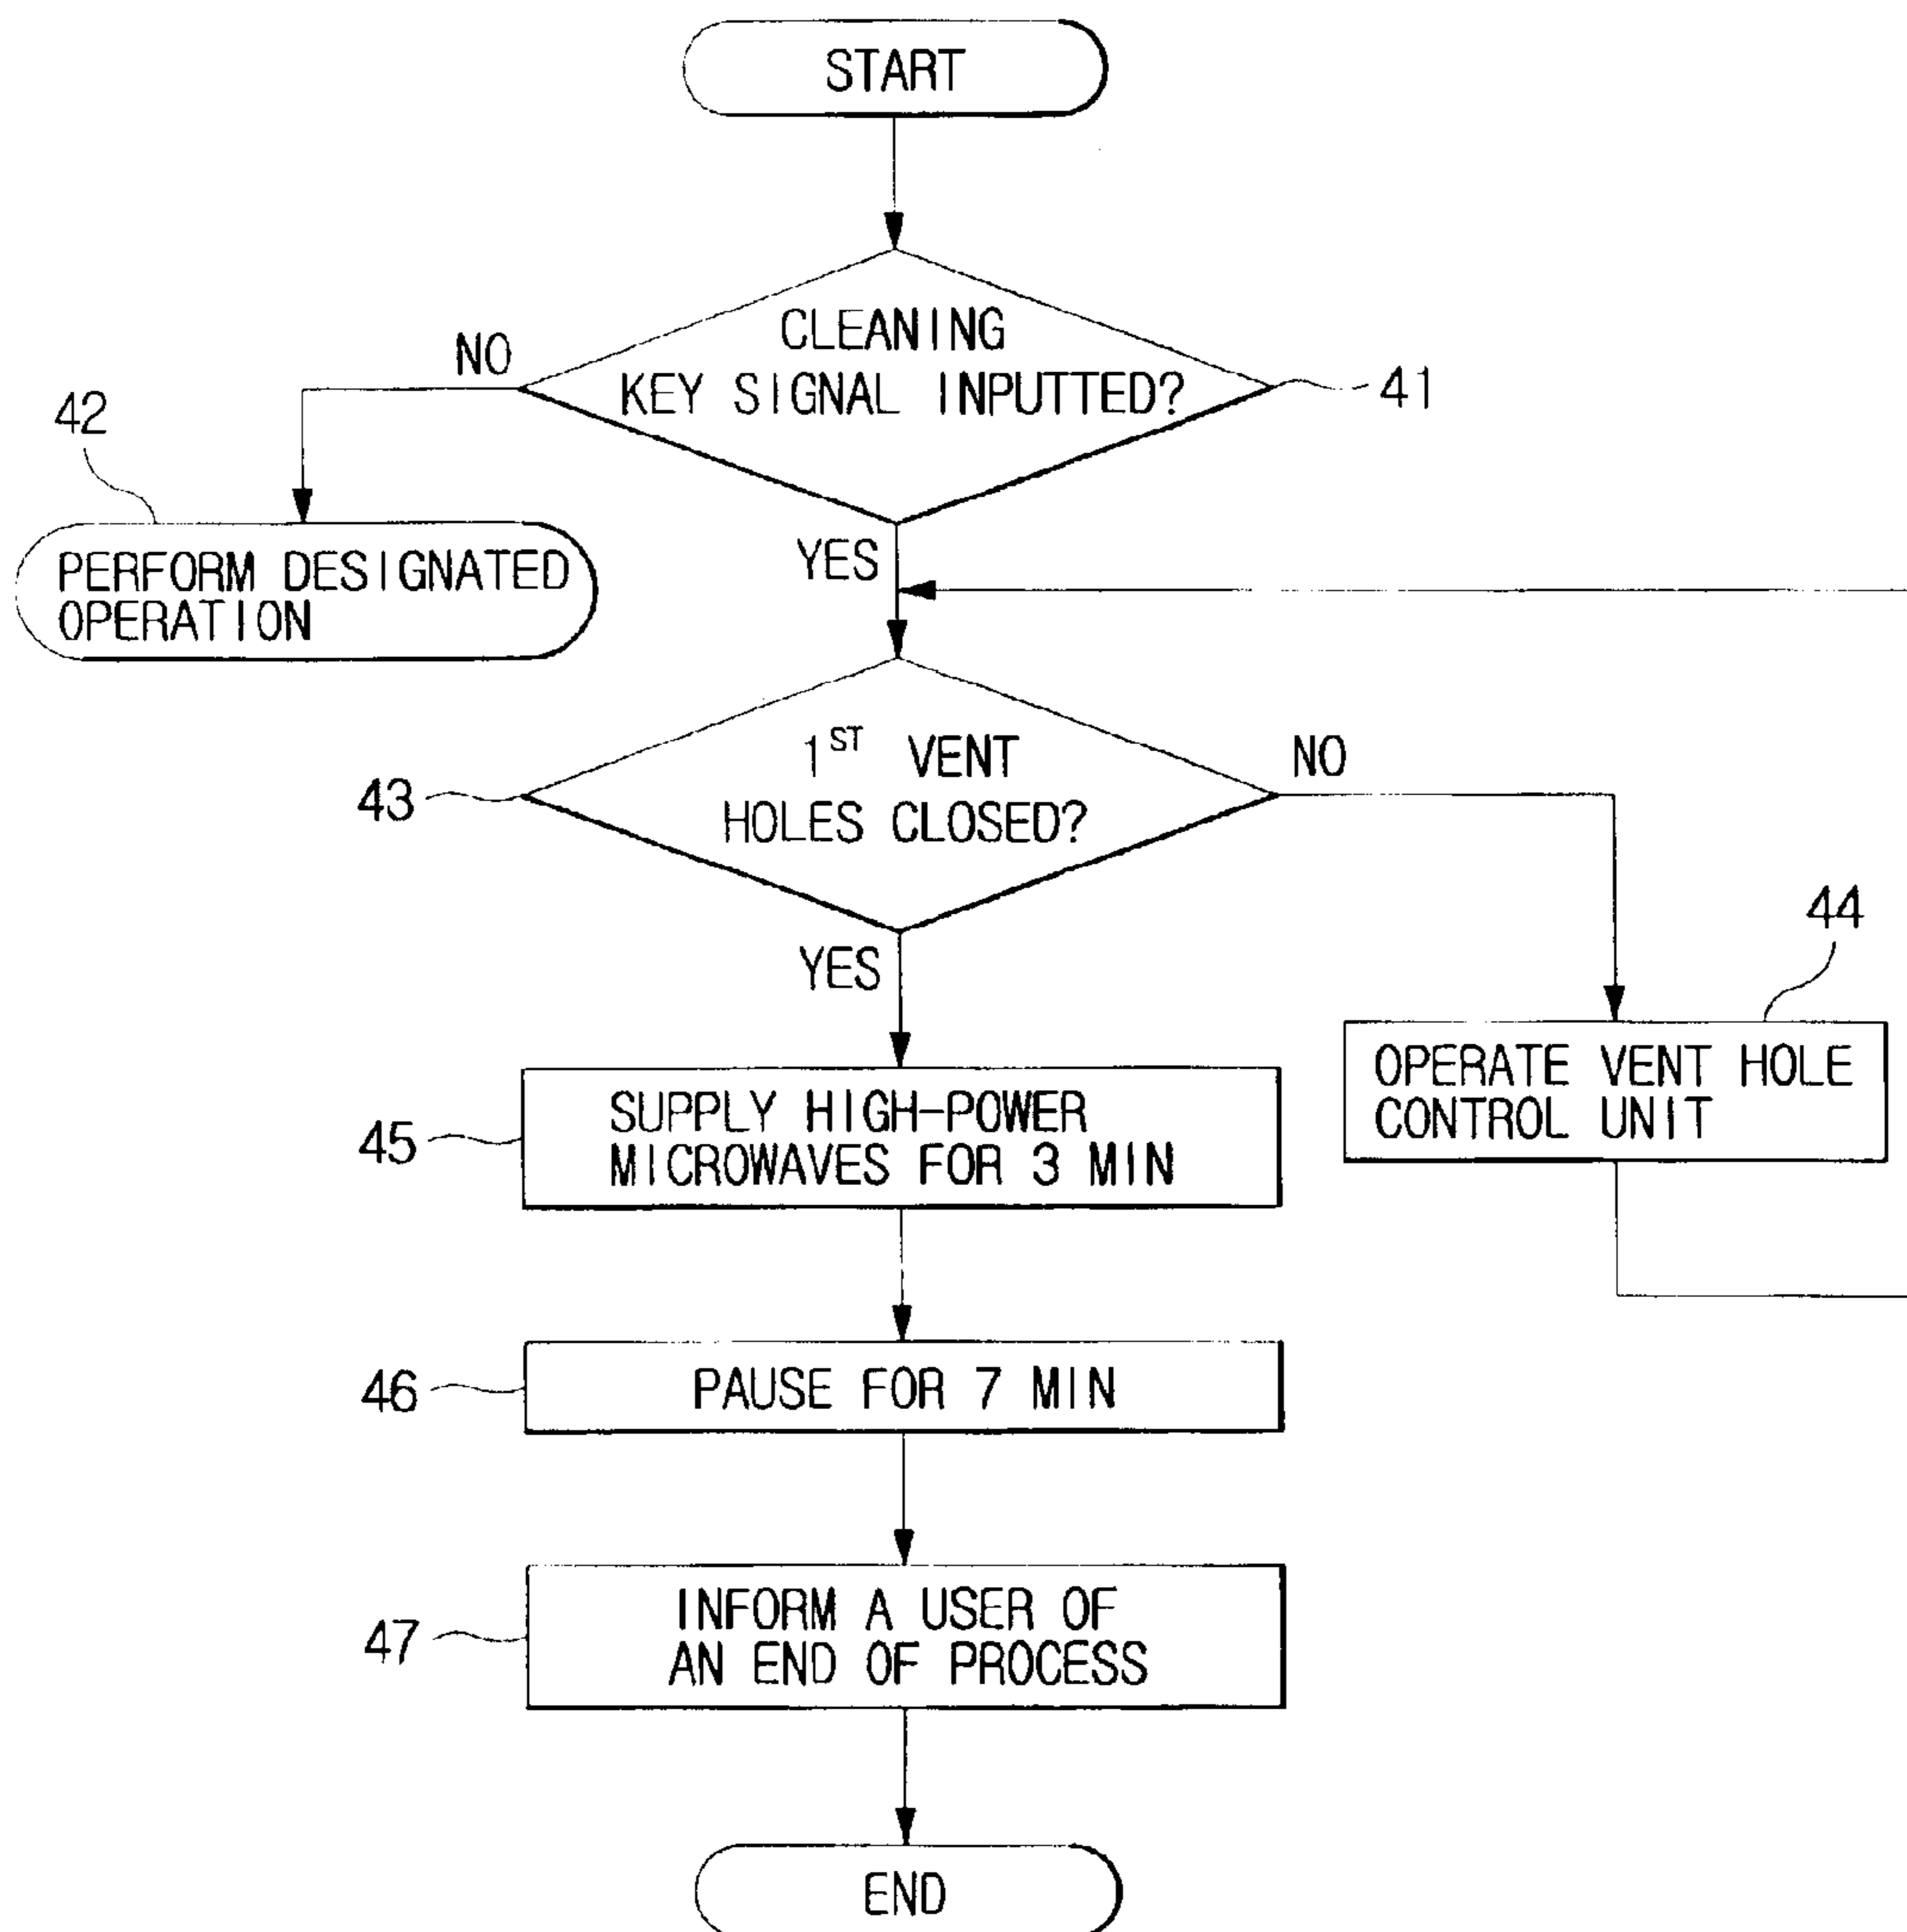 START
CLEANING
KEY SIGNAL INPUTTED?
41
NO
42
PERFORM DESIGNATED
OPERATION
YES
1ST VENT
HOLES CLOSED?
43
NO
44
OPERATE VENT HOLE
CONTROL UNIT
YES
45
SUPPLY HIGH-POWER
MICROWAVES FOR 3 MIN
46
PAUSE FOR 7 MIN
47
INFORM A USER OF
AN END OF PROCESS
END